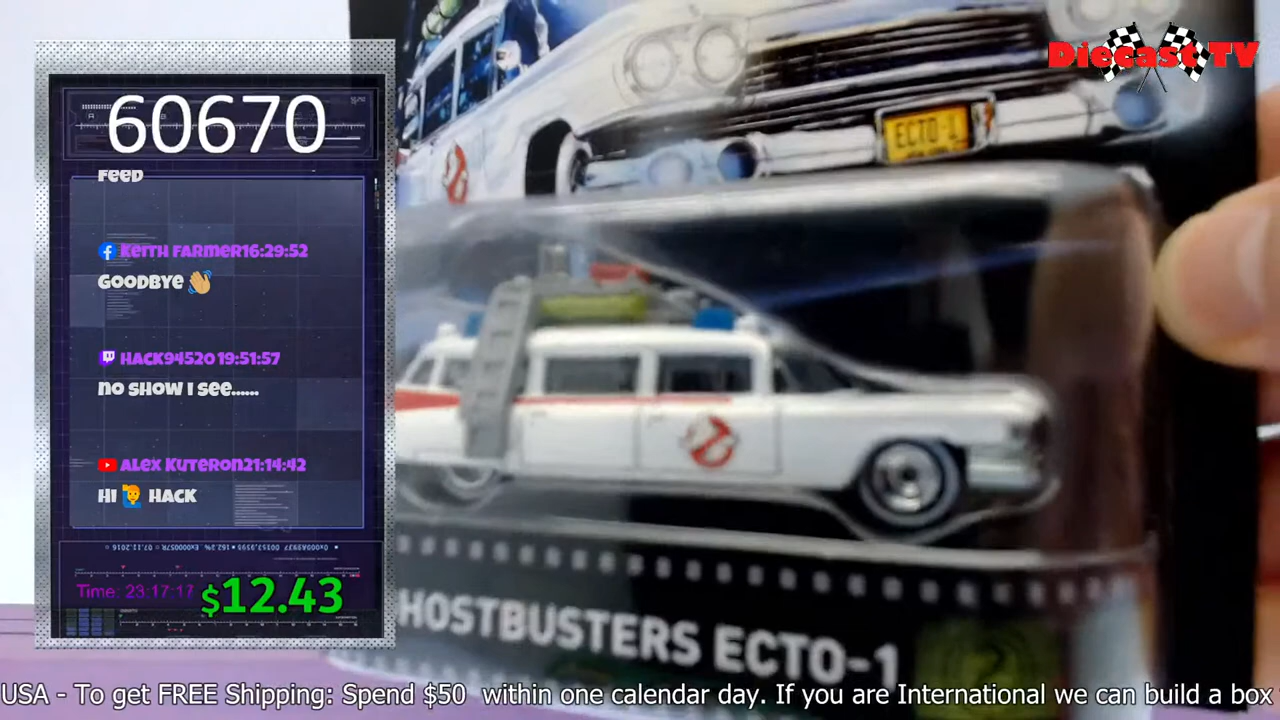 60670
FEED
Keith Farmer16:29:52
GOODBYE 👋🏼
HACK94520 19:51:57
NO SHOW I SEE......
Alex Kuteron21:14:42
HI 🙋 HACK
Time: 23:17:17
$12.43
Diecast TV
ECTO-1
HOSTBUSTERS ECTO-1
USA - To get FREE Shipping: Spend $50 within one calendar day. If you are International we can build a box